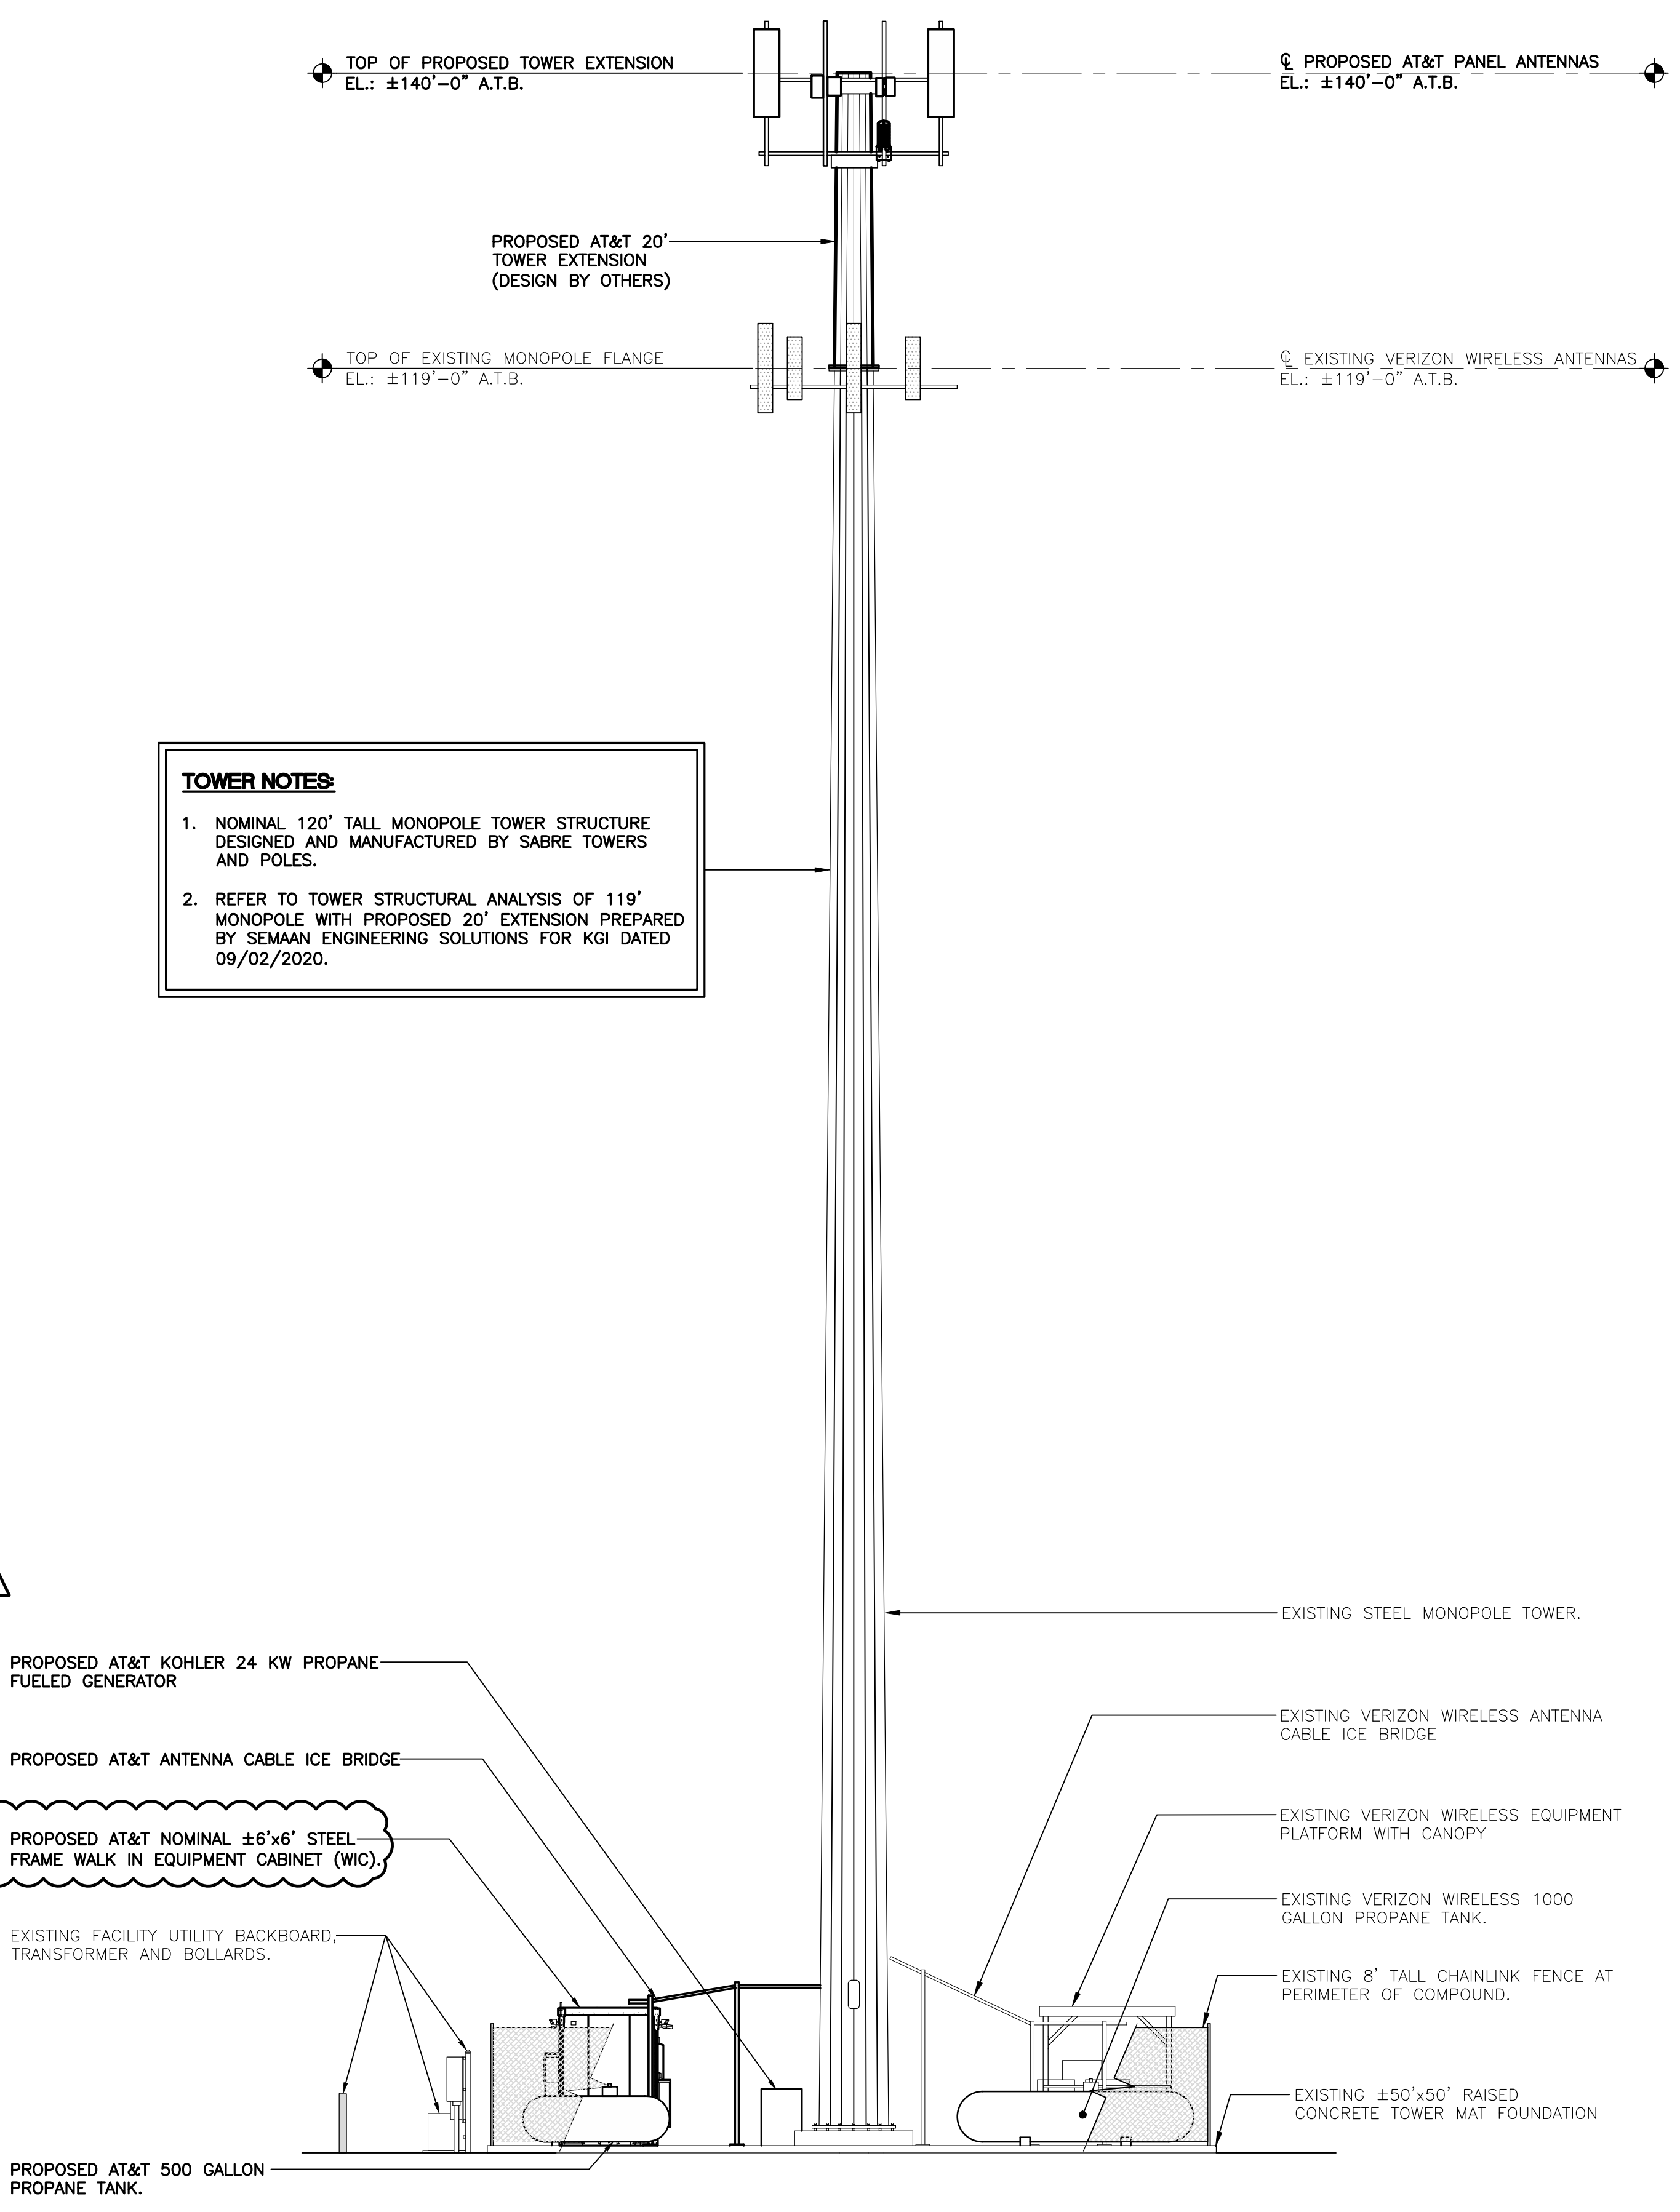 TOP OF PROPOSED TOWER EXTENSION
EL.: ±140'-0" A.T.B.
℄ PROPOSED AT&T PANEL ANTENNAS
EL.: ±140'-0" A.T.B.
PROPOSED AT&T 20'
TOWER EXTENSION
(DESIGN BY OTHERS)
TOP OF EXISTING MONOPOLE FLANGE
EL.: ±119'-0" A.T.B.
℄ EXISTING VERIZON WIRELESS ANTENNAS
EL.: ±119'-0" A.T.B.
TOWER NOTES:
1. NOMINAL 120' TALL MONOPOLE TOWER STRUCTURE
DESIGNED AND MANUFACTURED BY SABRE TOWERS
AND POLES.
2. REFER TO TOWER STRUCTURAL ANALYSIS OF 119'
MONOPOLE WITH PROPOSED 20' EXTENSION PREPARED
BY SEMAAN ENGINEERING SOLUTIONS FOR KGI DATED
09/02/2020.
EXISTING STEEL MONOPOLE TOWER.
PROPOSED AT&T KOHLER 24 KW PROPANE
FUELED GENERATOR
EXISTING VERIZON WIRELESS ANTENNA
CABLE ICE BRIDGE
PROPOSED AT&T ANTENNA CABLE ICE BRIDGE
EXISTING VERIZON WIRELESS EQUIPMENT
PLATFORM WITH CANOPY
PROPOSED AT&T NOMINAL ±6'x6' STEEL
FRAME WALK IN EQUIPMENT CABINET (WIC).
EXISTING VERIZON WIRELESS 1000
GALLON PROPANE TANK.
EXISTING FACILITY UTILITY BACKBOARD,
TRANSFORMER AND BOLLARDS.
EXISTING 8' TALL CHAINLINK FENCE AT
PERIMETER OF COMPOUND.
EXISTING ±50'x50' RAISED
CONCRETE TOWER MAT FOUNDATION
PROPOSED AT&T 500 GALLON
PROPANE TANK.